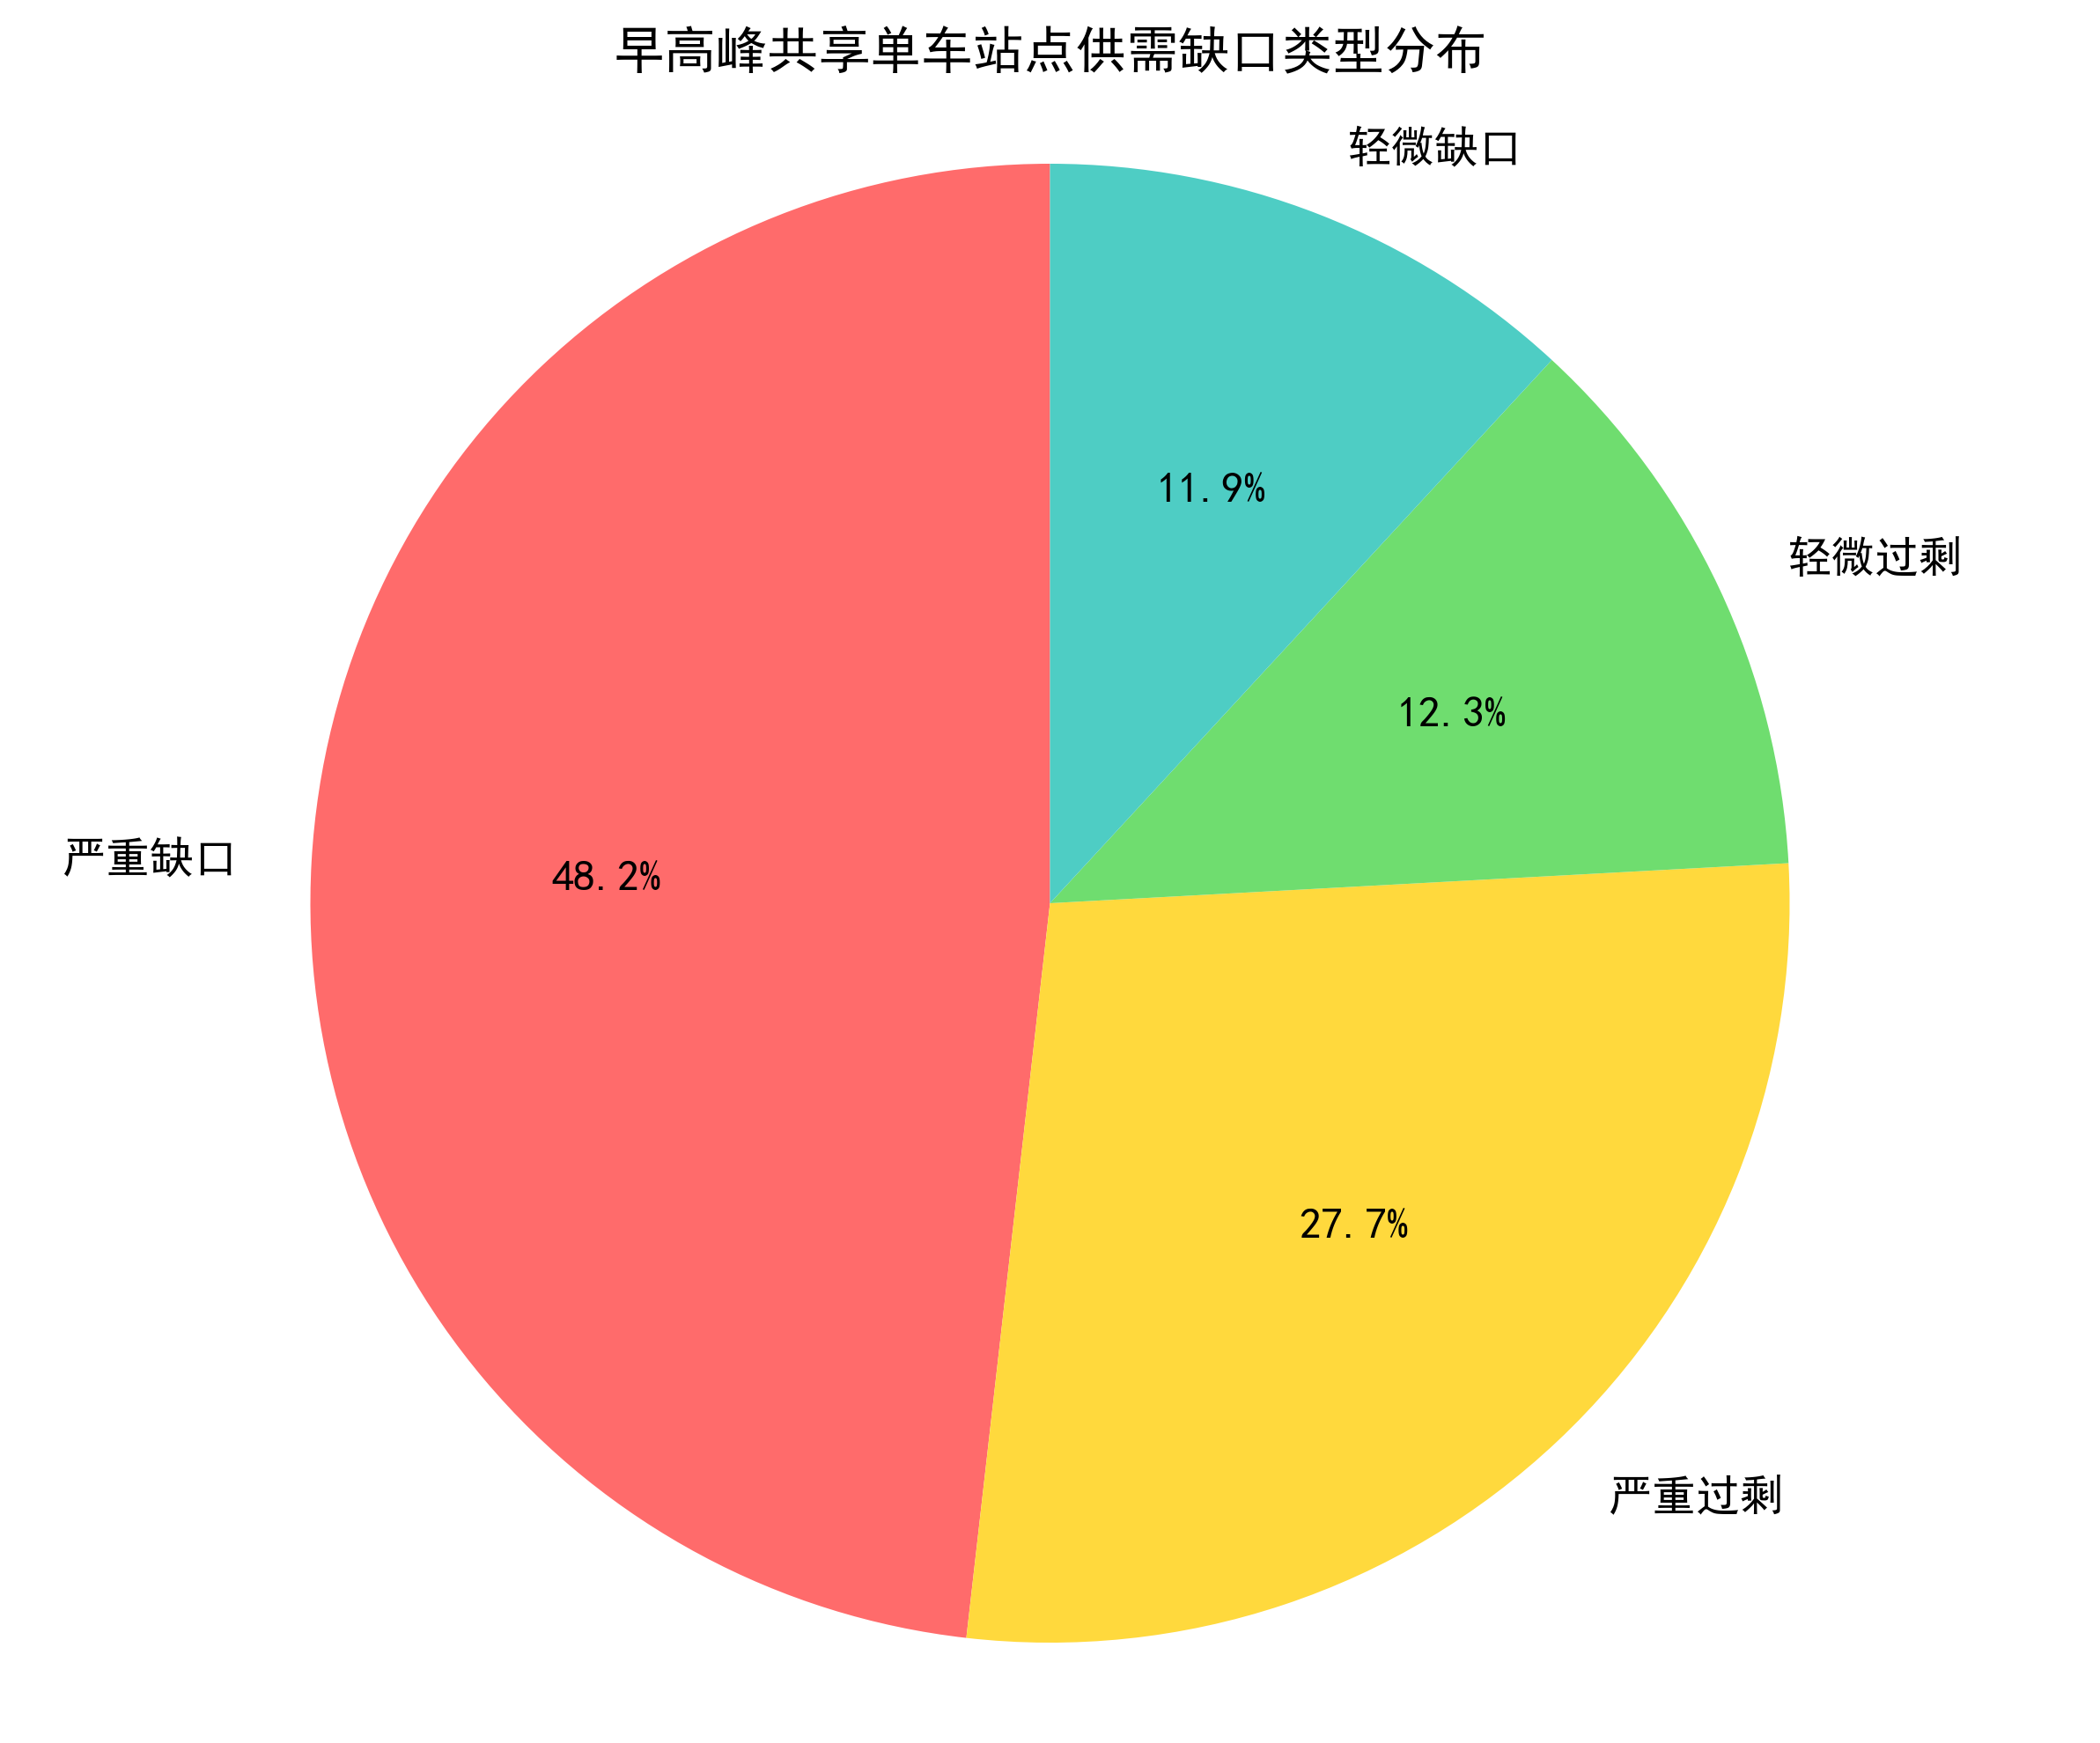 早高峰共享单车站点供需缺口类型分布
轻微缺口
11.9%
轻微过剩
12.3%
严重缺口
48.2%
27.7%
严重过剩